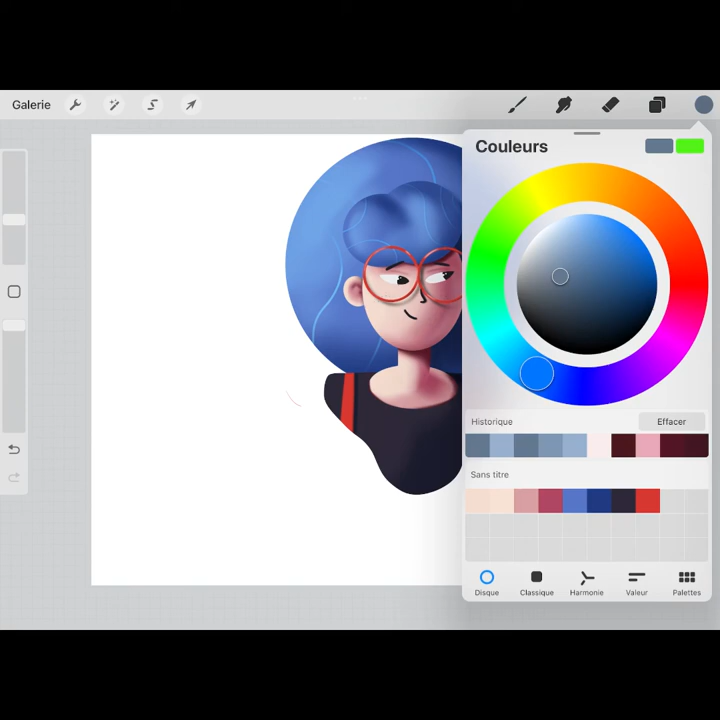 Galerie
Couleurs
Historique Effacer
Sans titre
Disque Classique Harmonie Valeur Palettes